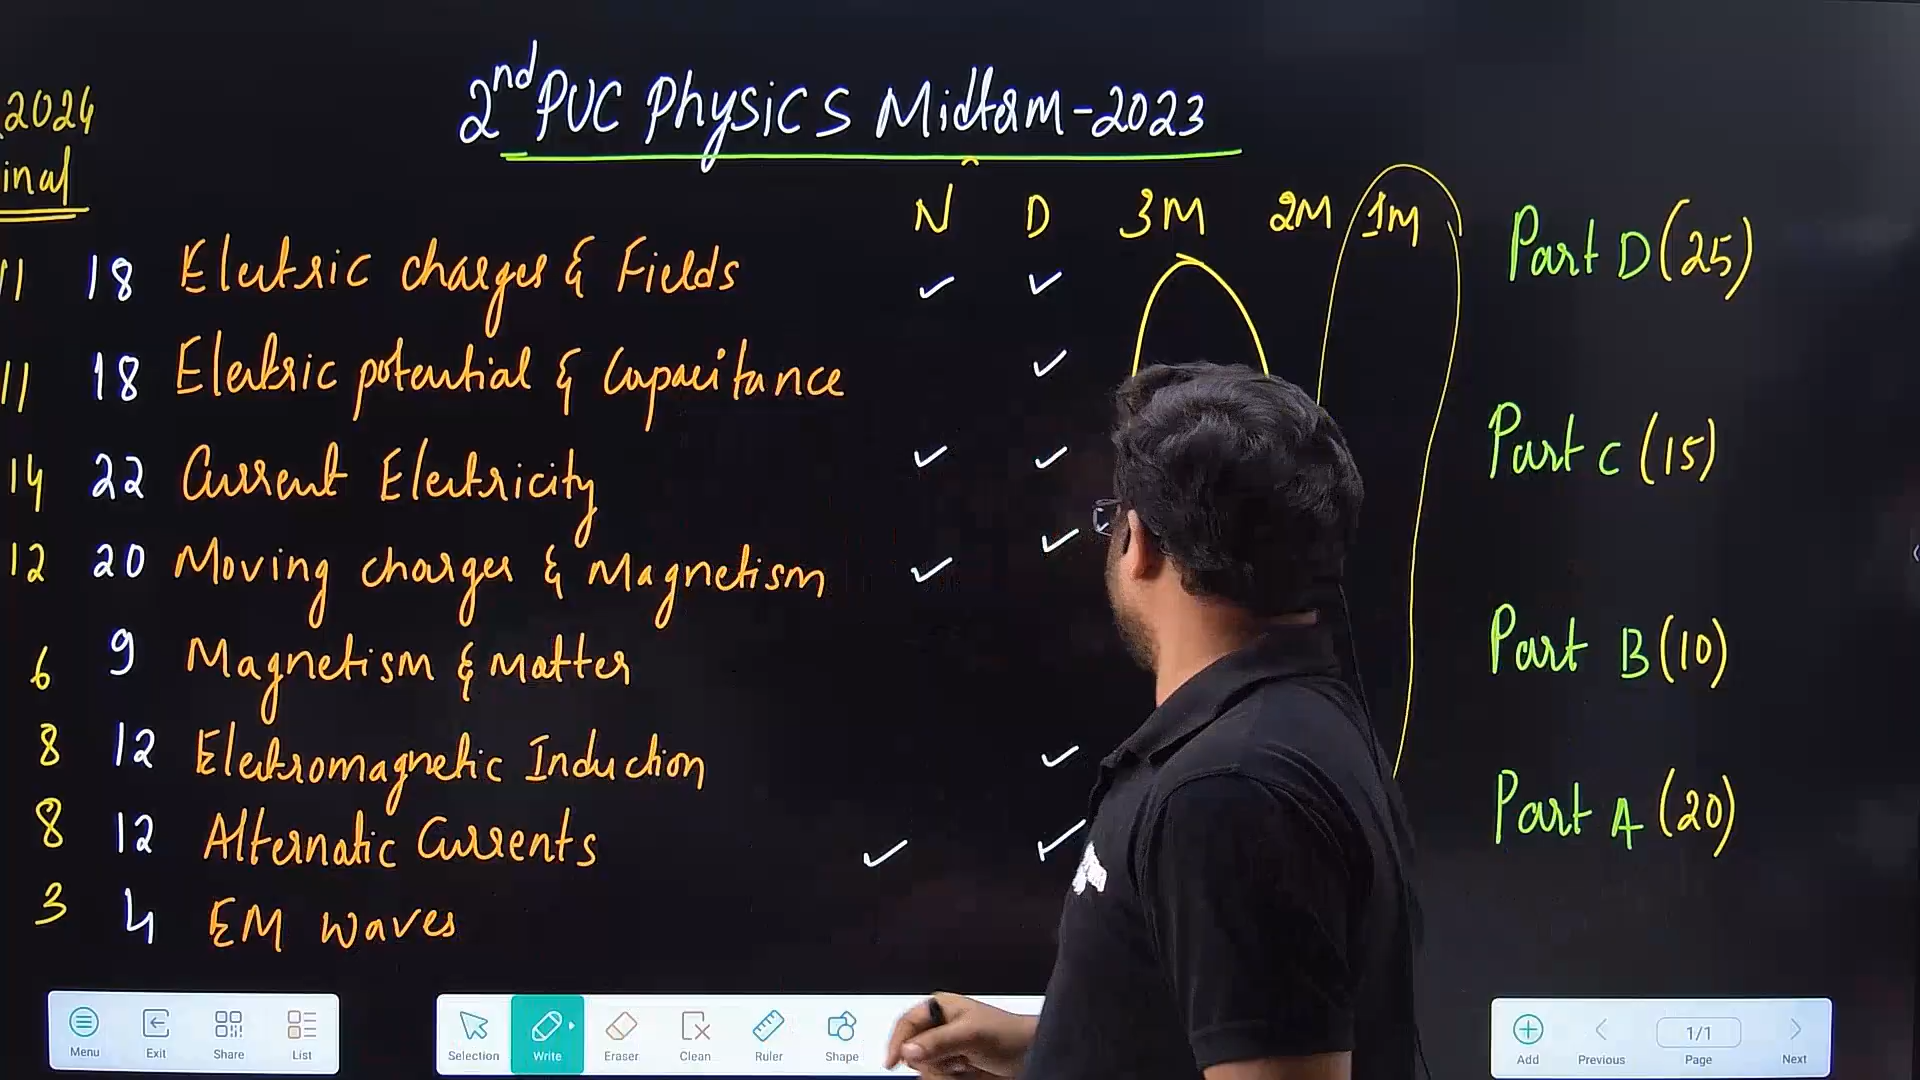 2nd PUC Physics Midterm-2023
2024
inal
N D 3M 2M 1M
11 18 Electric charges & Fields
11 18 Electric potential & Capacitance
14 22 Current Electricity
12 20 Moving charges & Magnetism
6 9 Magnetism & Matter
8 12 Electromagnetic Induction
8 12 Alternatic Currents
3 4 EM waves
Part D (25)
Part C (15)
Part B (10)
Part A (20)
Menu Exit Share List
Selection Write Eraser Clean Ruler Shape
Add Previous 1/1 Page Next